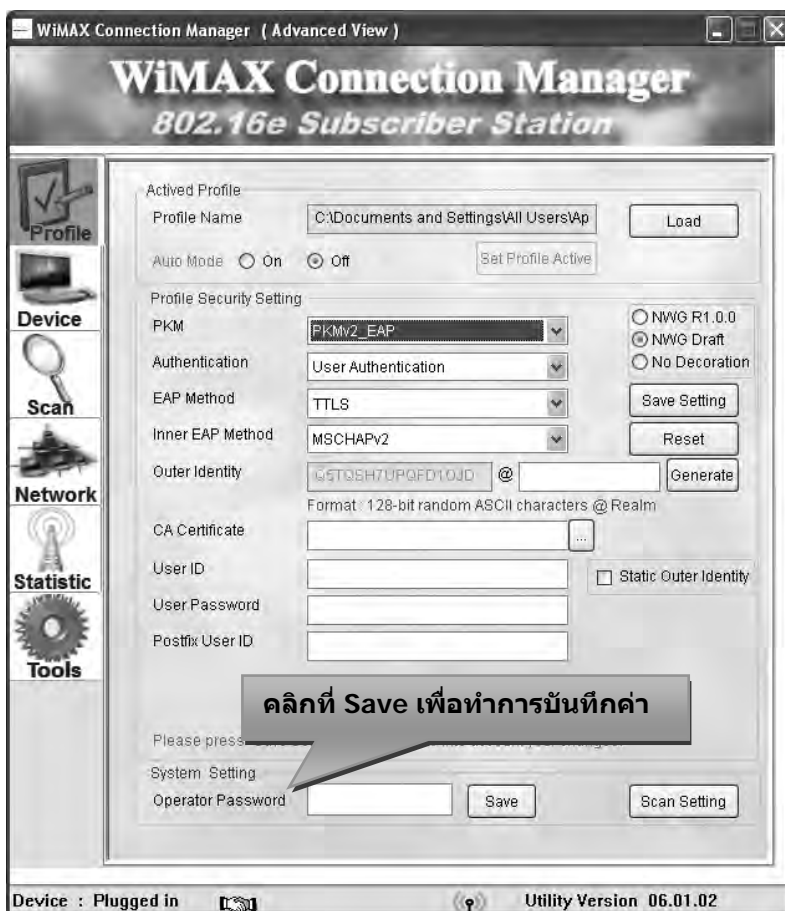 WiMAX Connection Manager ( Advanced View )
WiMAX Connection Manager
802.16e Subscriber Station
Profile
Device
Scan
Network
Statistic
Tools
Actived Profile
Profile Name C:\Documents and Settings\All Users\Ap Load
Auto Mode On Off Set Profile Active
Profile Security Setting
PKM PKMv2_EAP
NWG R1.0.0
NWG Draft
No Decoration
Authentication User Authentication
EAP Method TTLS Save Setting
Inner EAP Method MSCHAPv2 Reset
Outer Identity @ Generate
Format : 128-bit random ASCII characters @ Realm
CA Certificate ...
User ID
Static Outer Identity
User Password
Postfix User ID
คลิกที่ Save เพื่อทำการบันทึกค่า
Please press
System Setting
Operator Password Save Scan Setting
Device : Plugged in Utility Version 06.01.02